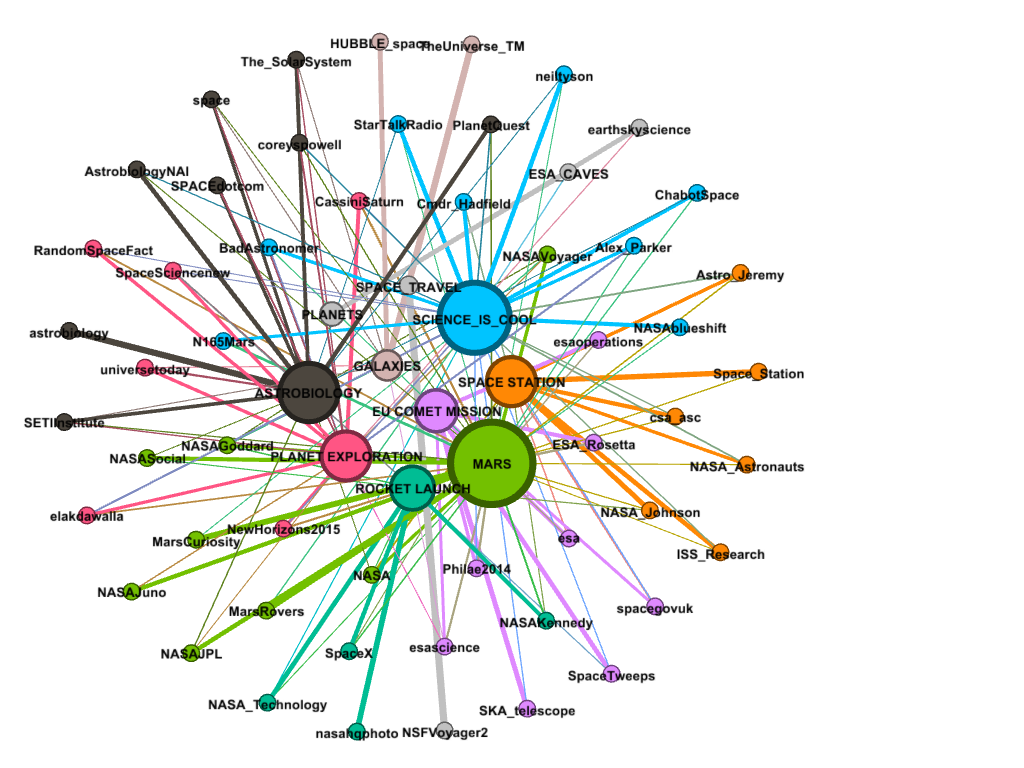 HUBBLE_space
TheUniverse_TM
The_SolarSystem
neiltyson
space
StarTalkRadio
PlanetQuest
earthskyscience
coreyspowell
AstrobiologyNAI
ESA_CAVES
SPACEdotcom
ChabotSpace
CassiniSaturn
Cmdr_Hadfield
RandomSpaceFact
BadAstronomer
Alex_Parker
NASAVoyager
SpaceSciencenew
Astro_Jeremy
SPACE_TRAVEL
PLANETS
SCIENCE_IS_COOL
NASAblueshift
astrobiology
N165Mars
esaoperations
universetoday
GALAXIES
Space_Station
SPACE STATION
ASTROBIOLOGY
EU COMET MISSION
csa_asc
SETIInstitute
NASAGoddard
ESA_Rosetta
NASASocial
PLANET EXPLORATION
MARS
NASA_Astronauts
ROCKET LAUNCH
elakdawalla
NASA_Johnson
NewHorizons2015
MarsCuriosity
esa
ISS_Research
Philae2014
NASA
NASAJuno
MarsRovers
spacegovuk
NASAKennedy
esascience
NASAJPL
SpaceX
SpaceTweeps
NASA_Technology
SKA_telescope
nasahqphoto
NSFVoyager2